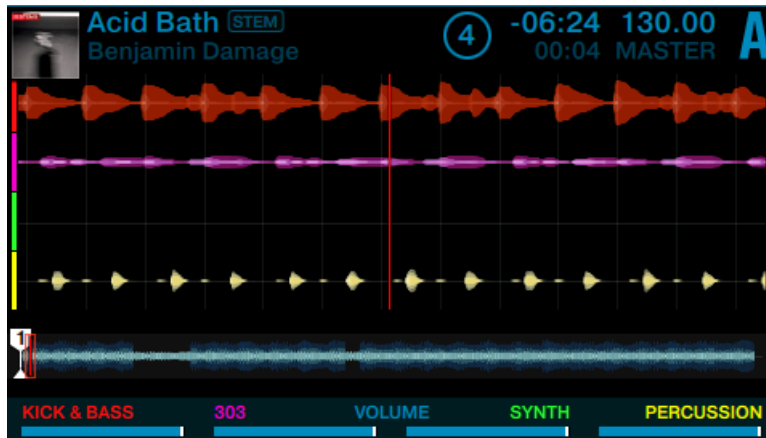 Acid Bath STEM
Benjamin Damage
4
-06:24 130.00
00:04 MASTER
A
1
KICK & BASS 303 VOLUME SYNTH PERCUSSION